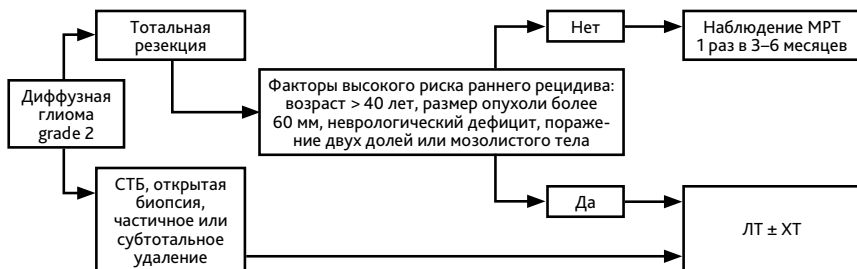 Диффузная
глиома
grade 2
Тотальная
резекция
СТБ, открытая
биопсия,
частичное или
субтотальное
удаление
Факторы высокого риска раннего рецидива:
возраст > 40 лет, размер опухоли более
60 мм, неврологический дефицит, пораже-
ние двух долей или мозолистого тела
Нет
Да
Наблюдение МРТ
1 раз в 3–6 месяцев
ЛТ ± ХТ